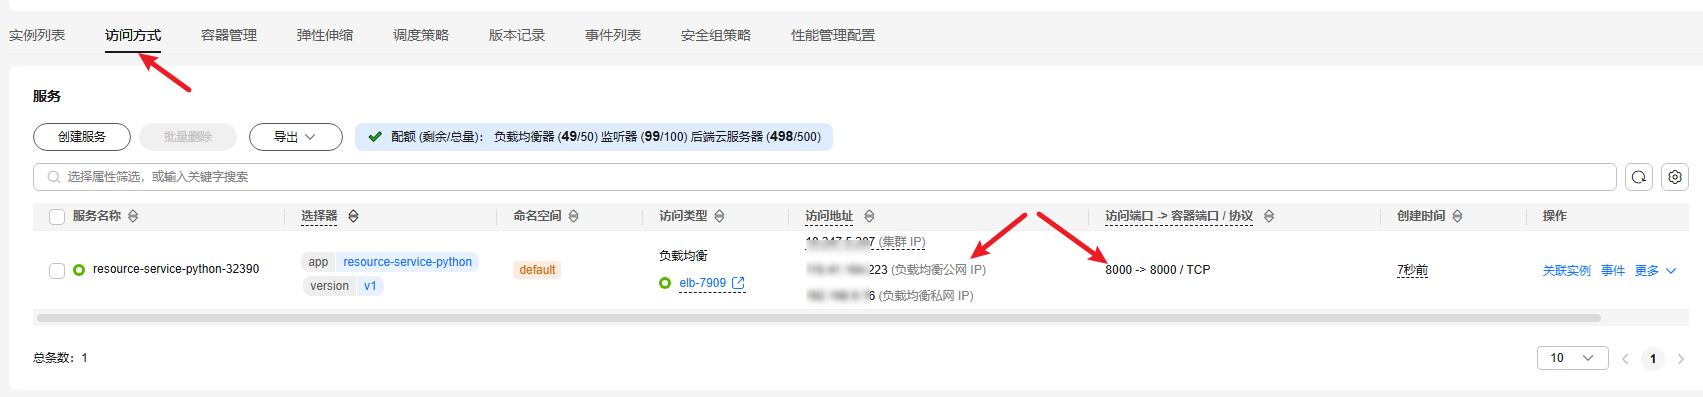 实例列表 访问方式 容器管理 弹性伸缩 调度策略 版本记录 事件列表 安全组策略 性能管理配置
服务
创建服务 批量删除 导出 配额 (剩余/总量)： 负载均衡器 (49/50) 监听器 (99/100) 后端云服务器 (498/500)
选择属性筛选，或输入关键字搜索
服务名称 选择器 命名空间 访问类型 访问地址 访问端口 -> 容器端口 / 协议 创建时间 操作
resource-service-python-32390
app resource-service-python
version v1
default
负载均衡
elb-7909
(集群 IP)
223 (负载均衡公网 IP)
6 (负载均衡私网 IP)
8000 -> 8000 / TCP
7秒前
关联实例 事件 更多
总条数：1
10 1